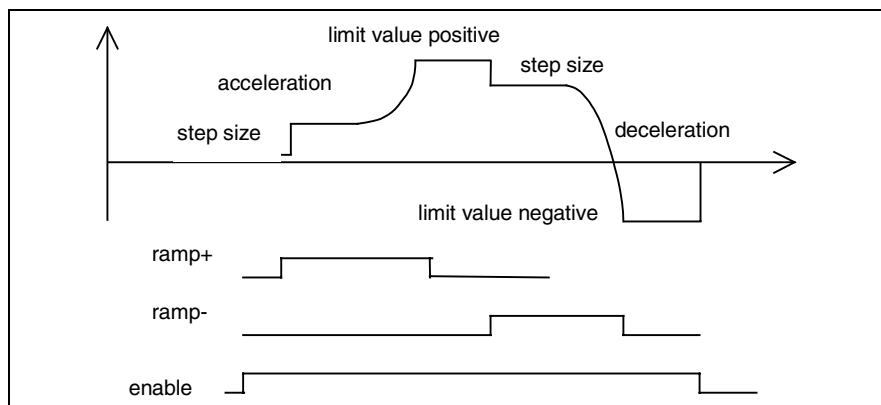 limit value positive
step size
acceleration
step size
deceleration
limit value negative
ramp+
ramp-
enable